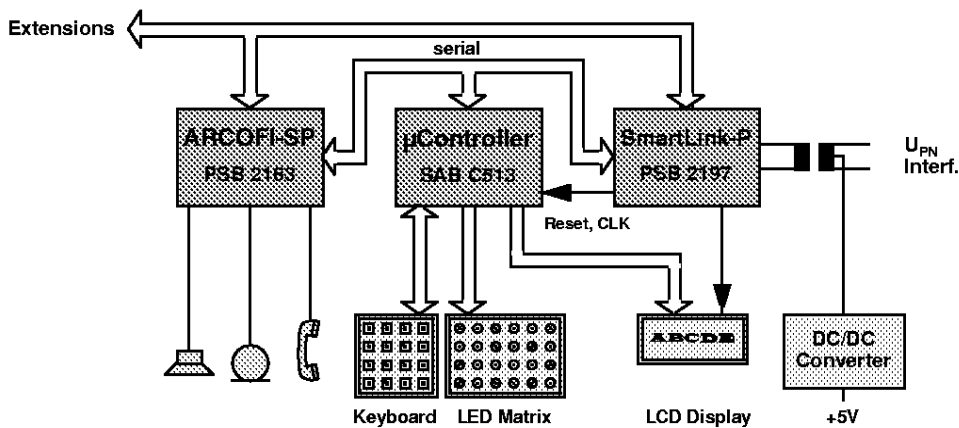 Extensions
serial
ARCOFI-SP
PSB 2163
µController
SAB C513
SmartLink-P
PSB 2197
U_PN
Interf.
Reset, CLK
ABCDE
DC/DC
Converter
Keyboard
LED Matrix
LCD Display
+5V